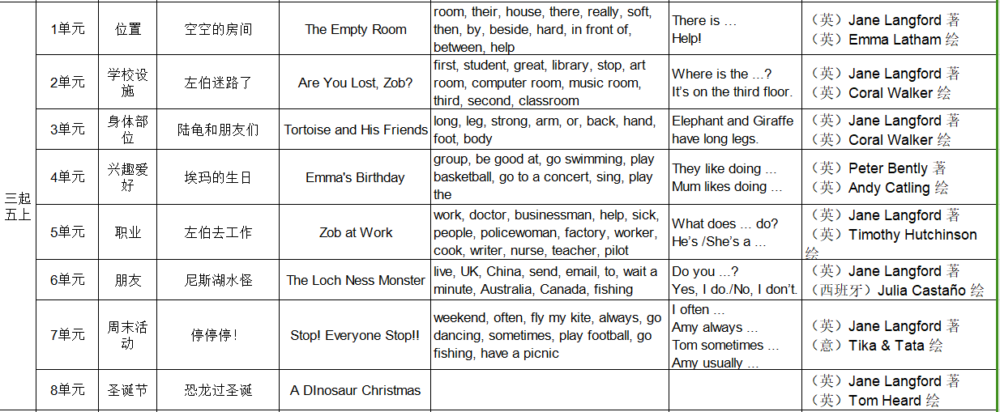 三起
五上
1单元
位置
空空的房间
The Empty Room
room, their, house, there, really, soft,
then, by, beside, hard, in front of,
between, help
There is …
Help!
（英）Jane Langford 著
（英）Emma Latham 绘
2单元
学校设
施
左伯迷路了
Are You Lost, Zob?
first, student, great, library, stop, art
room, computer room, music room,
third, second, classroom
Where is the …?
It's on the third floor.
（英）Jane Langford 著
（英）Coral Walker 绘
3单元
身体部
位
陆龟和朋友们
Tortoise and His Friends
long, leg, strong, arm, or, back, hand,
foot, body
Elephant and Giraffe
have long legs.
（英）Jane Langford 著
（英）Coral Walker 绘
4单元
兴趣爱
好
埃玛的生日
Emma's Birthday
group, be good at, go swimming, play
basketball, go to a concert, sing, play
the
They like doing …
Mum likes doing …
（英）Peter Bently 著
（英）Andy Catling 绘
5单元
职业
左伯去工作
Zob at Work
work, doctor, businessman, help, sick,
people, policewoman, factory, worker,
cook, writer, nurse, teacher, pilot
What does … do?
He's /She's a …
（英）Jane Langford 著
（英）Timothy Hutchinson
绘
6单元
朋友
尼斯湖水怪
The Loch Ness Monster
live, UK, China, send, email, to, wait a
minute, Australia, Canada, fishing
Do you …?
Yes, I do./No, I don't.
（英）Jane Langford 著
（西班牙）Julia Castaño 绘
7单元
周末活
动
停停停！
Stop! Everyone Stop!!
weekend, often, fly my kite, always, go
dancing, sometimes, play football, go
fishing, have a picnic
I often …
Amy always …
Tom sometimes …
Amy usually …
（英）Jane Langford 著
（意）Tika & Tata 绘
8单元
圣诞节
恐龙过圣诞
A DInosaur Christmas
（英）Jane Langford 著
（英）Tom Heard 绘